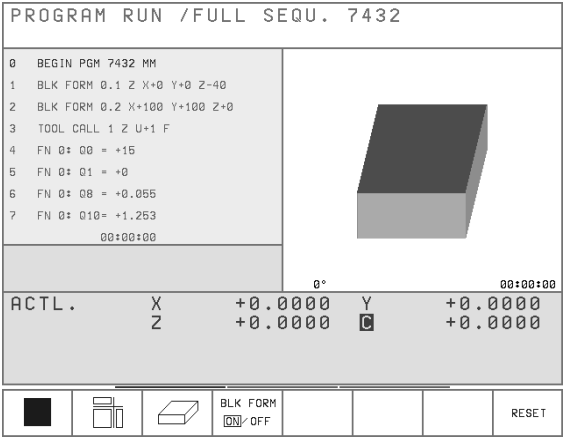 PROGRAM RUN /FULL SEQU. 7432
0 BEGIN PGM 7432 MM
1 BLK FORM 0.1 Z X+0 Y+0 Z-40
2 BLK FORM 0.2 X+100 Y+100 Z+0
3 TOOL CALL 1 Z U+1 F
4 FN 0: Q0 = +15
5 FN 0: Q1 = +0
6 FN 0: Q8 = +0.055
7 FN 0: Q10= +1.253
00:00:00
0° 00:00:00
ACTL. X +0.0000 Y +0.0000
Z +0.0000 C +0.0000
BLK FORM
ON/OFF
RESET